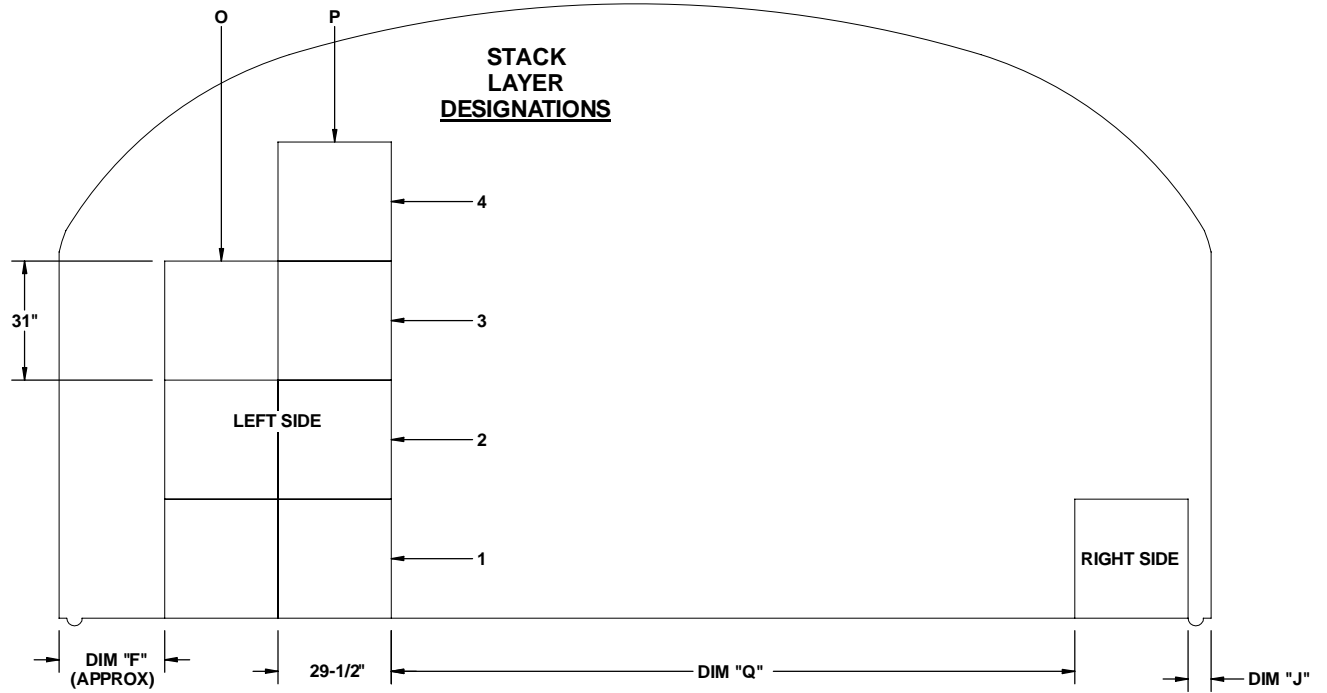 O
P
STACK
LAYER
DESIGNATIONS
4
31"
3
LEFT SIDE
2
1
RIGHT SIDE
DIM "F"
(APPROX)
29-1/2"
DIM "Q"
DIM "J"